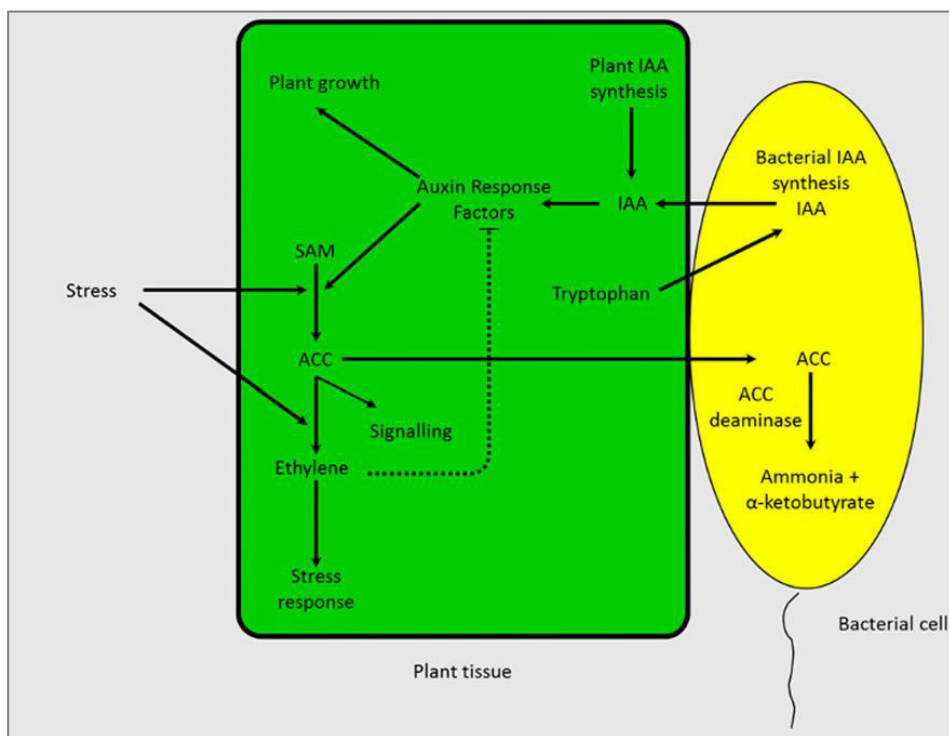 Plant growth
Plant IAA
synthesis
Bacterial IAA
synthesis
IAA
Auxin Response
Factors
IAA
SAM
Stress
Tryptophan
ACC
ACC
ACC
deaminase
Signalling
Ethylene
Ammonia +
α-ketobutyrate
Stress
response
Bacterial cell
Plant tissue